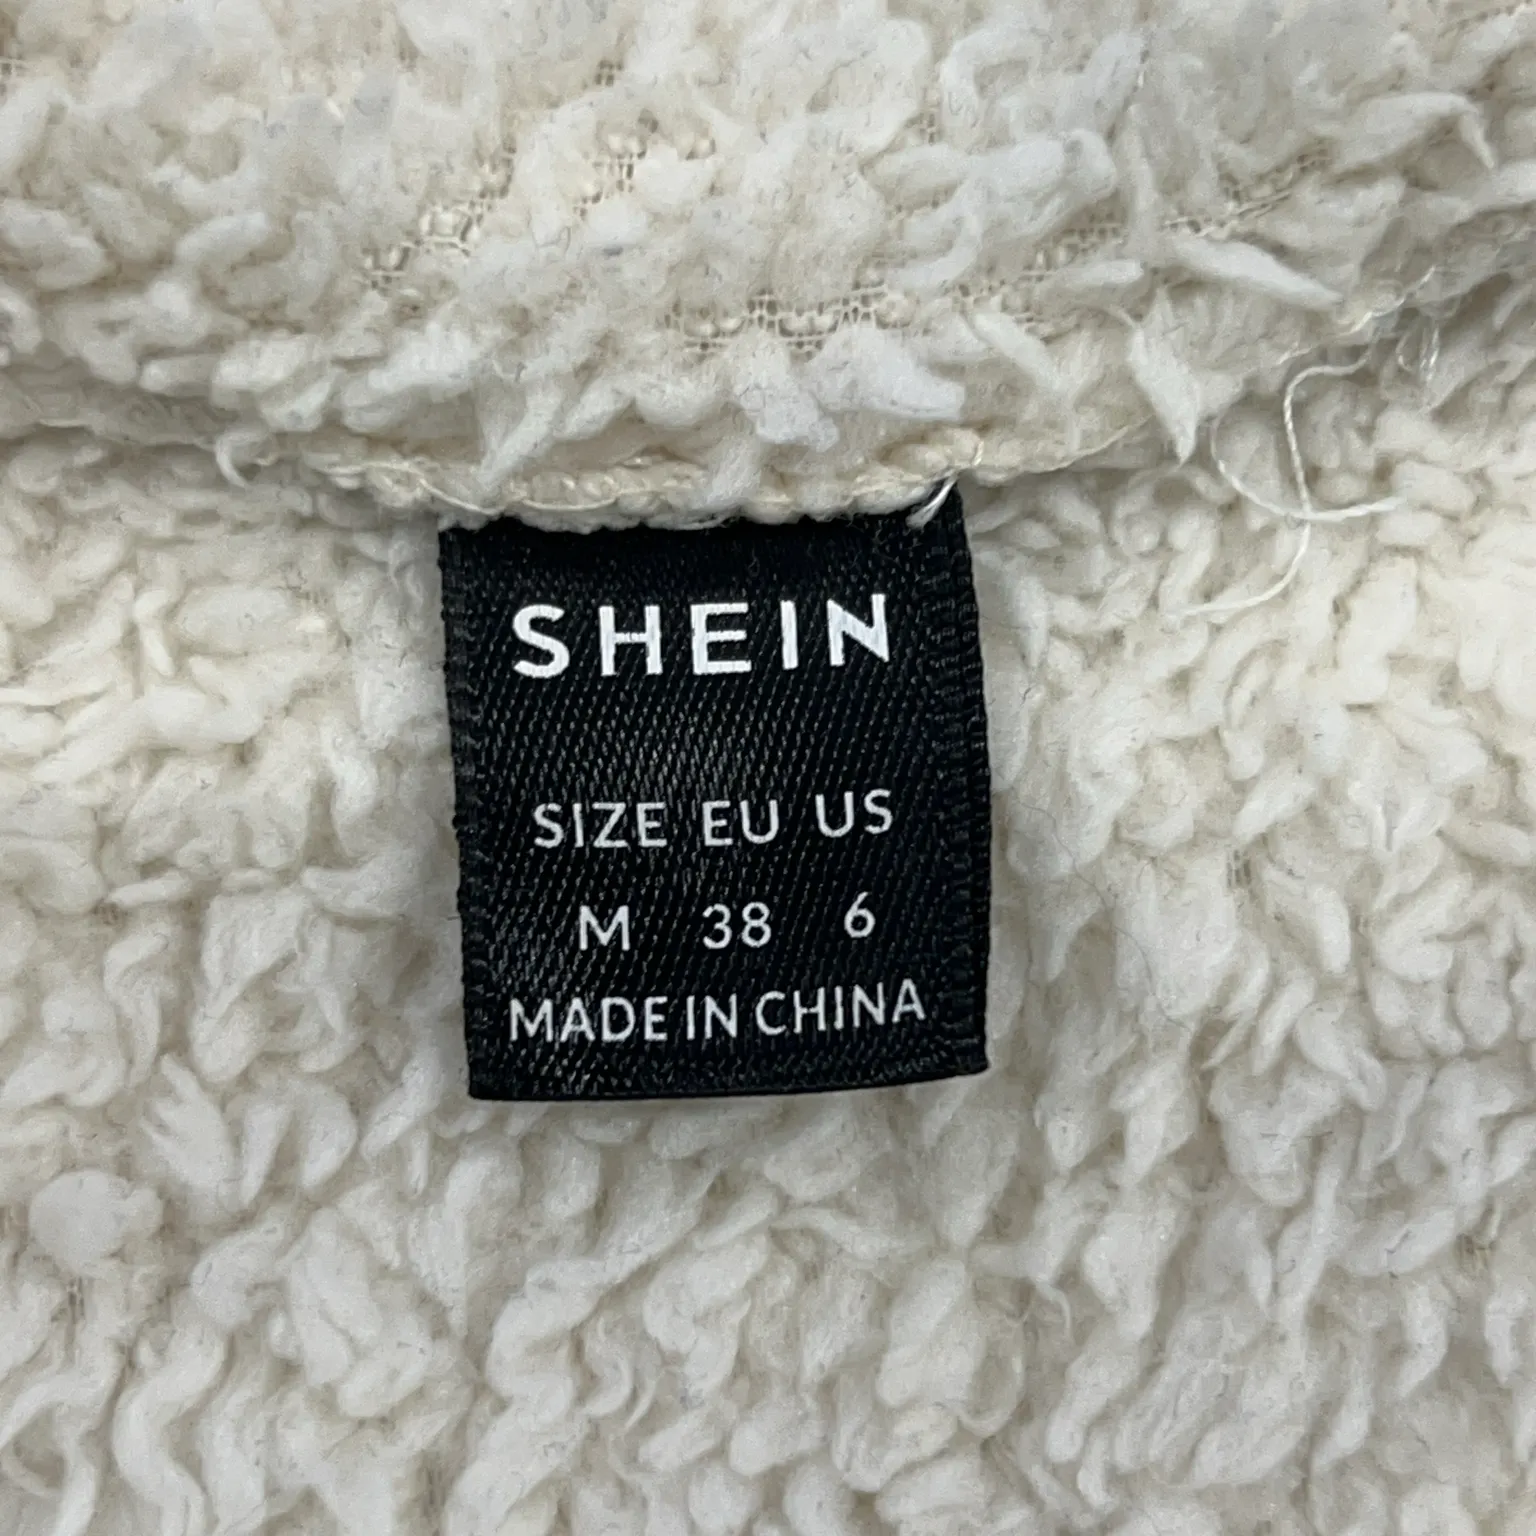 SHEIN
SIZE EU US
M 38 6
MADE IN CHINA